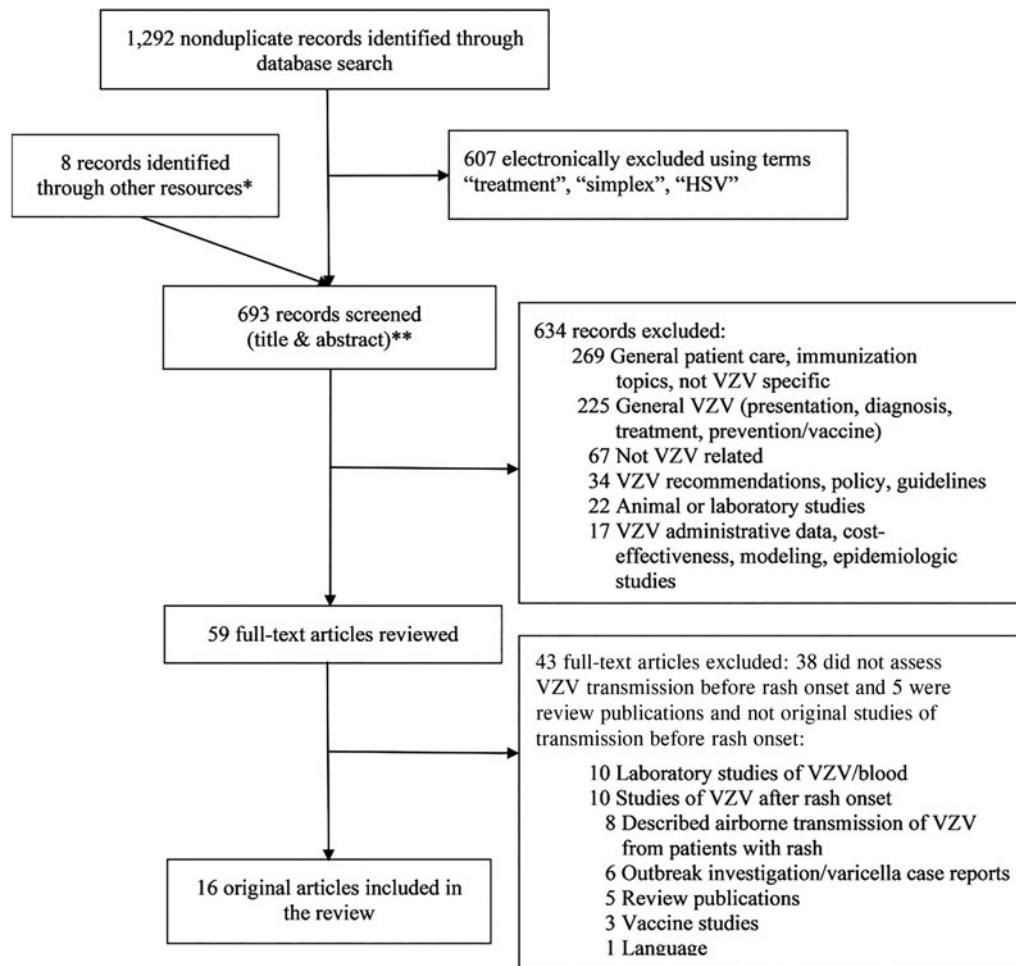 1,292 nonduplicate records identified through
database search
8 records identified
through other resources*
607 electronically excluded using terms
“treatment”, “simplex”, “HSV”
693 records screened
(title & abstract)**
634 records excluded:
269 General patient care, immunization
topics, not VZV specific
225 General VZV (presentation, diagnosis,
treatment, prevention/vaccine)
67 Not VZV related
34 VZV recommendations, policy, guidelines
22 Animal or laboratory studies
17 VZV administrative data, cost-
effectiveness, modeling, epidemiologic
studies
59 full-text articles reviewed
43 full-text articles excluded: 38 did not assess
VZV transmission before rash onset and 5 were
review publications and not original studies of
transmission before rash onset:
10 Laboratory studies of VZV/blood
10 Studies of VZV after rash onset
8 Described airborne transmission of VZV
from patients with rash
6 Outbreak investigation/varicella case reports
5 Review publications
3 Vaccine studies
1 Language
16 original articles included in
the review